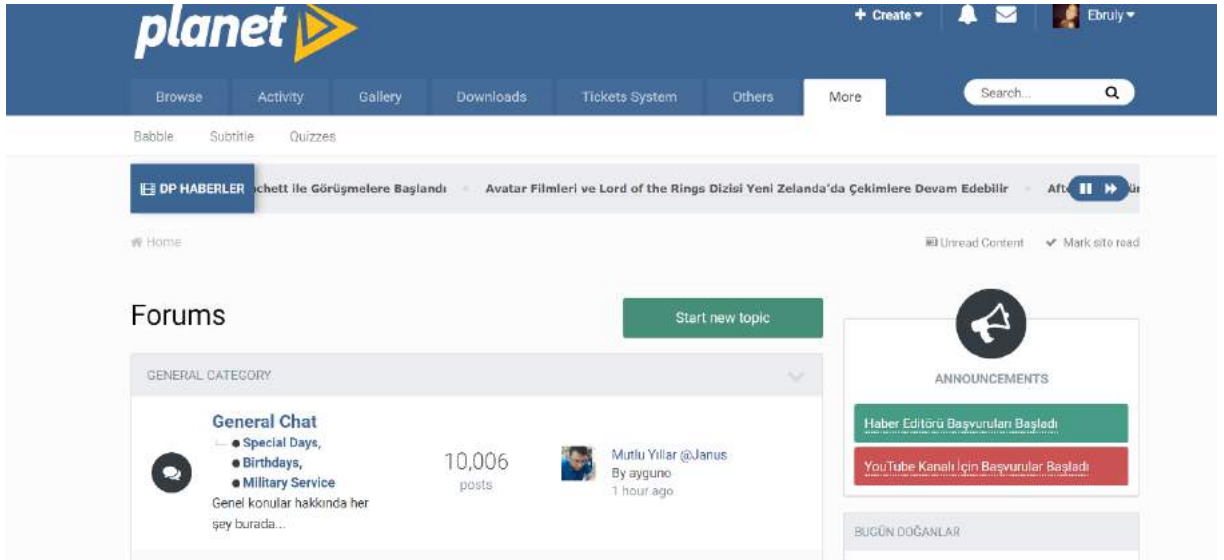 planet
Create
Ebruly
Browse Activity Gallery Downloads Tickets System Others More Search...
Babble Subtitle Quizzes
DP HABERLER chett ile Görüşmelere Başlandı Avatar Filmleri ve Lord of the Rings Dizisi Yeni Zelanda'da Çekimlere Devam Edebilir
Home Unread Content Mark site read
Forums
Start new topic
GENERAL CATEGORY
General Chat
Special Days,
Birthdays,
Military Service
Genel konular hakkında her
şey burada...
10,006
posts
Mutlu Yıllar @Janus
By ayguno
1 hour ago
ANNOUNCEMENTS
Haber Editörü Başvuruları Başladı
YouTube Kanalı İçin Başvurular Başladı
BUGÜN DOĞANLAR